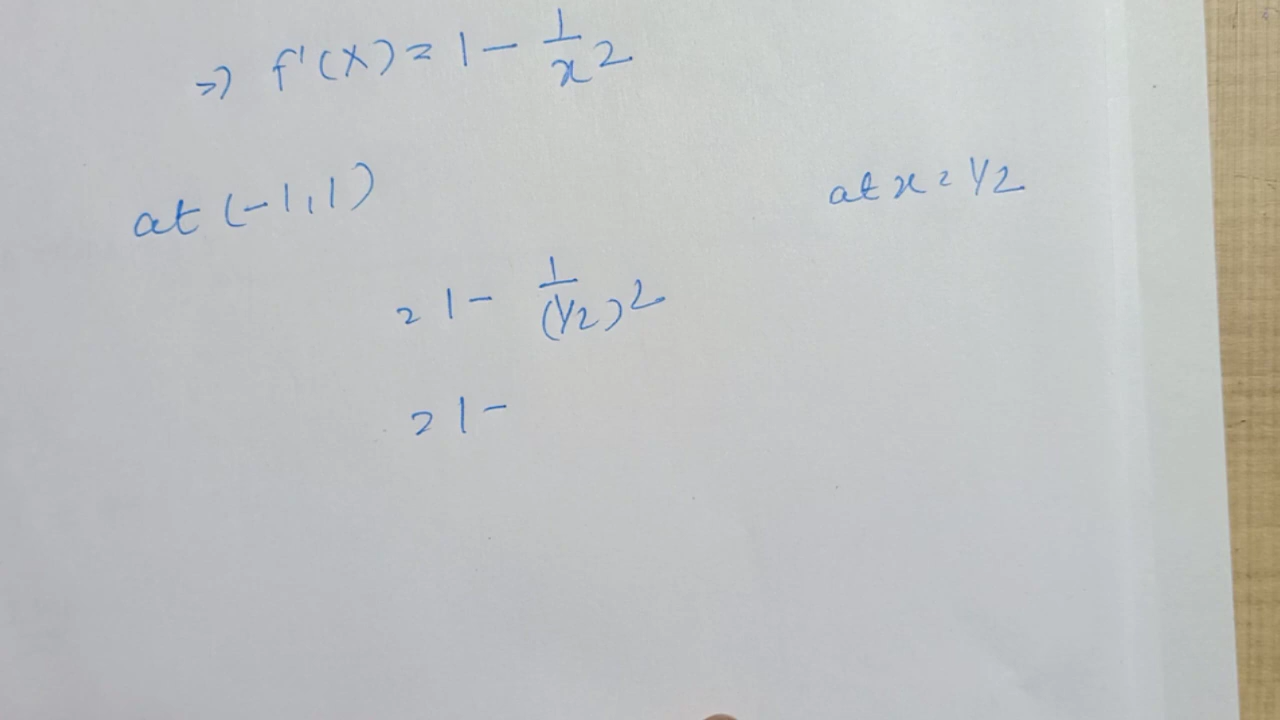 => f'(x) = 1 - 1/x2
at (-1,1) at x = 1/2
= 1 - 1/(1/2)2
= 1 -